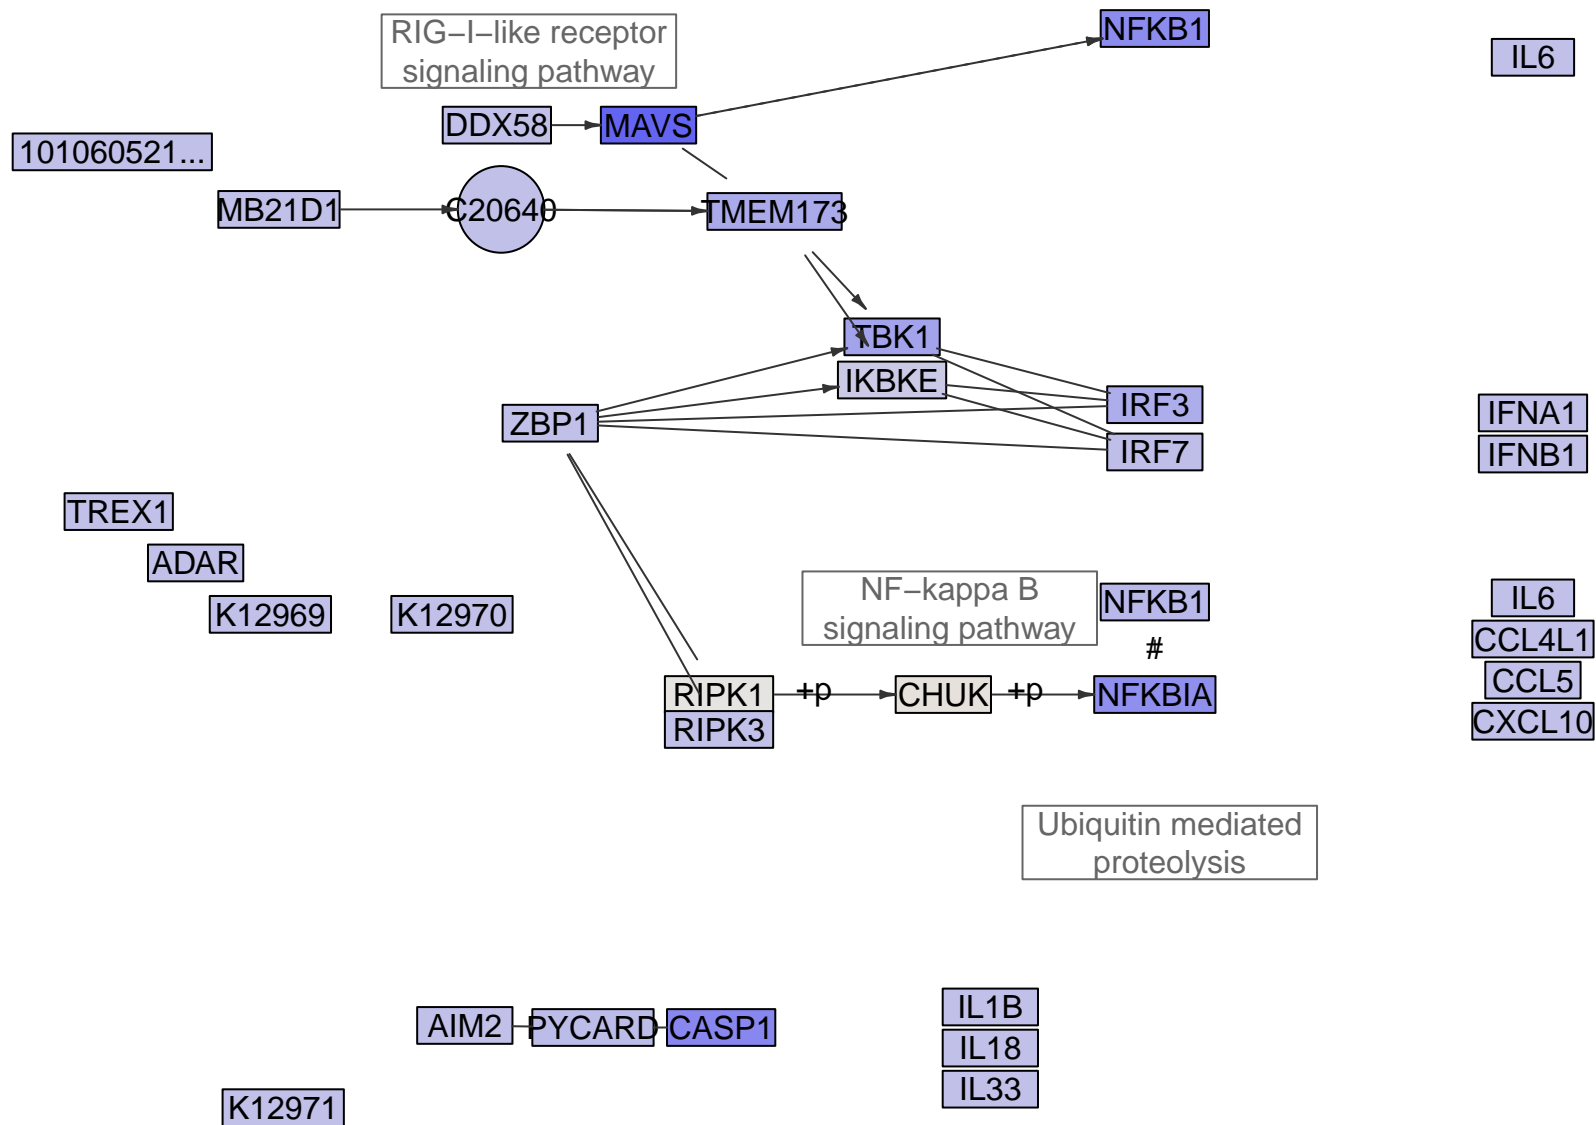 NFKB1
RIG−I−like receptor
signaling pathway
IL6
DDX58
MAVS
101060521...
MB21D1
C20640
TMEM173
TBK1
IKBKE
ZBP1
IRF3
IFNA1
IRF7
IFNB1
TREX1
ADAR
K12969
K12970
NF−kappa B
signaling pathway
NFKB1
#
IL6
CCL4L1
CCL5
CXCL10
RIPK1
+p
CHUK
+p
NFKBIA
RIPK3
Ubiquitin mediated
proteolysis
AIM2
PYCARD
CASP1
IL1B
IL18
IL33
K12971